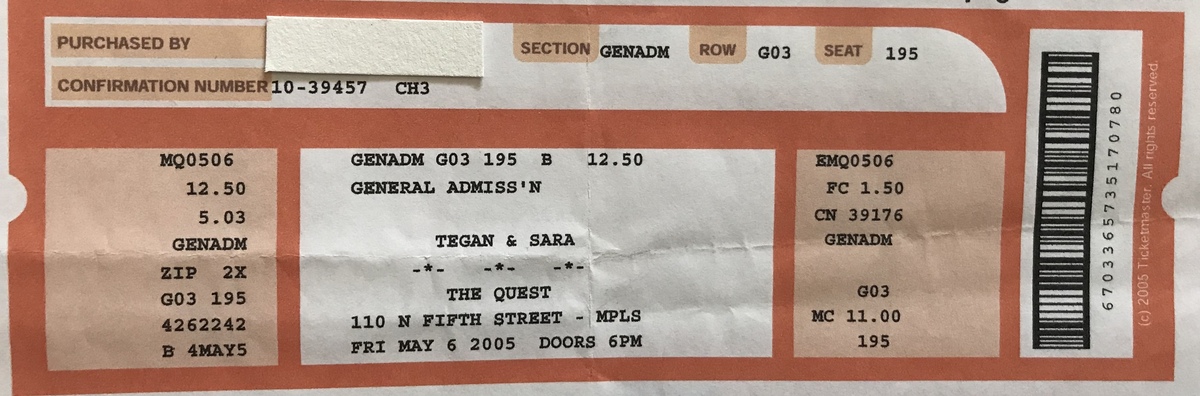 PURCHASED BY
SECTION GENADM ROW G03 SEAT 195
CONFIRMATION NUMBER 10-39457 CH3
MQ0506
12.50
5.03
GENADM
ZIP 2X
G03 195
4262242
B 4MAY5
GENADM G03 195 B 12.50
GENERAL ADMISS'N
TEGAN & SARA
-*- -*- -*-
THE QUEST
110 N FIFTH STREET - MPLS
FRI MAY 6 2005 DOORS 6PM
EMQ0506
FC 1.50
CN 39176
GENADM
G03
MC 11.00
195
670336573517 0780
(c) 2005 Ticketmaster. All rights reserved.